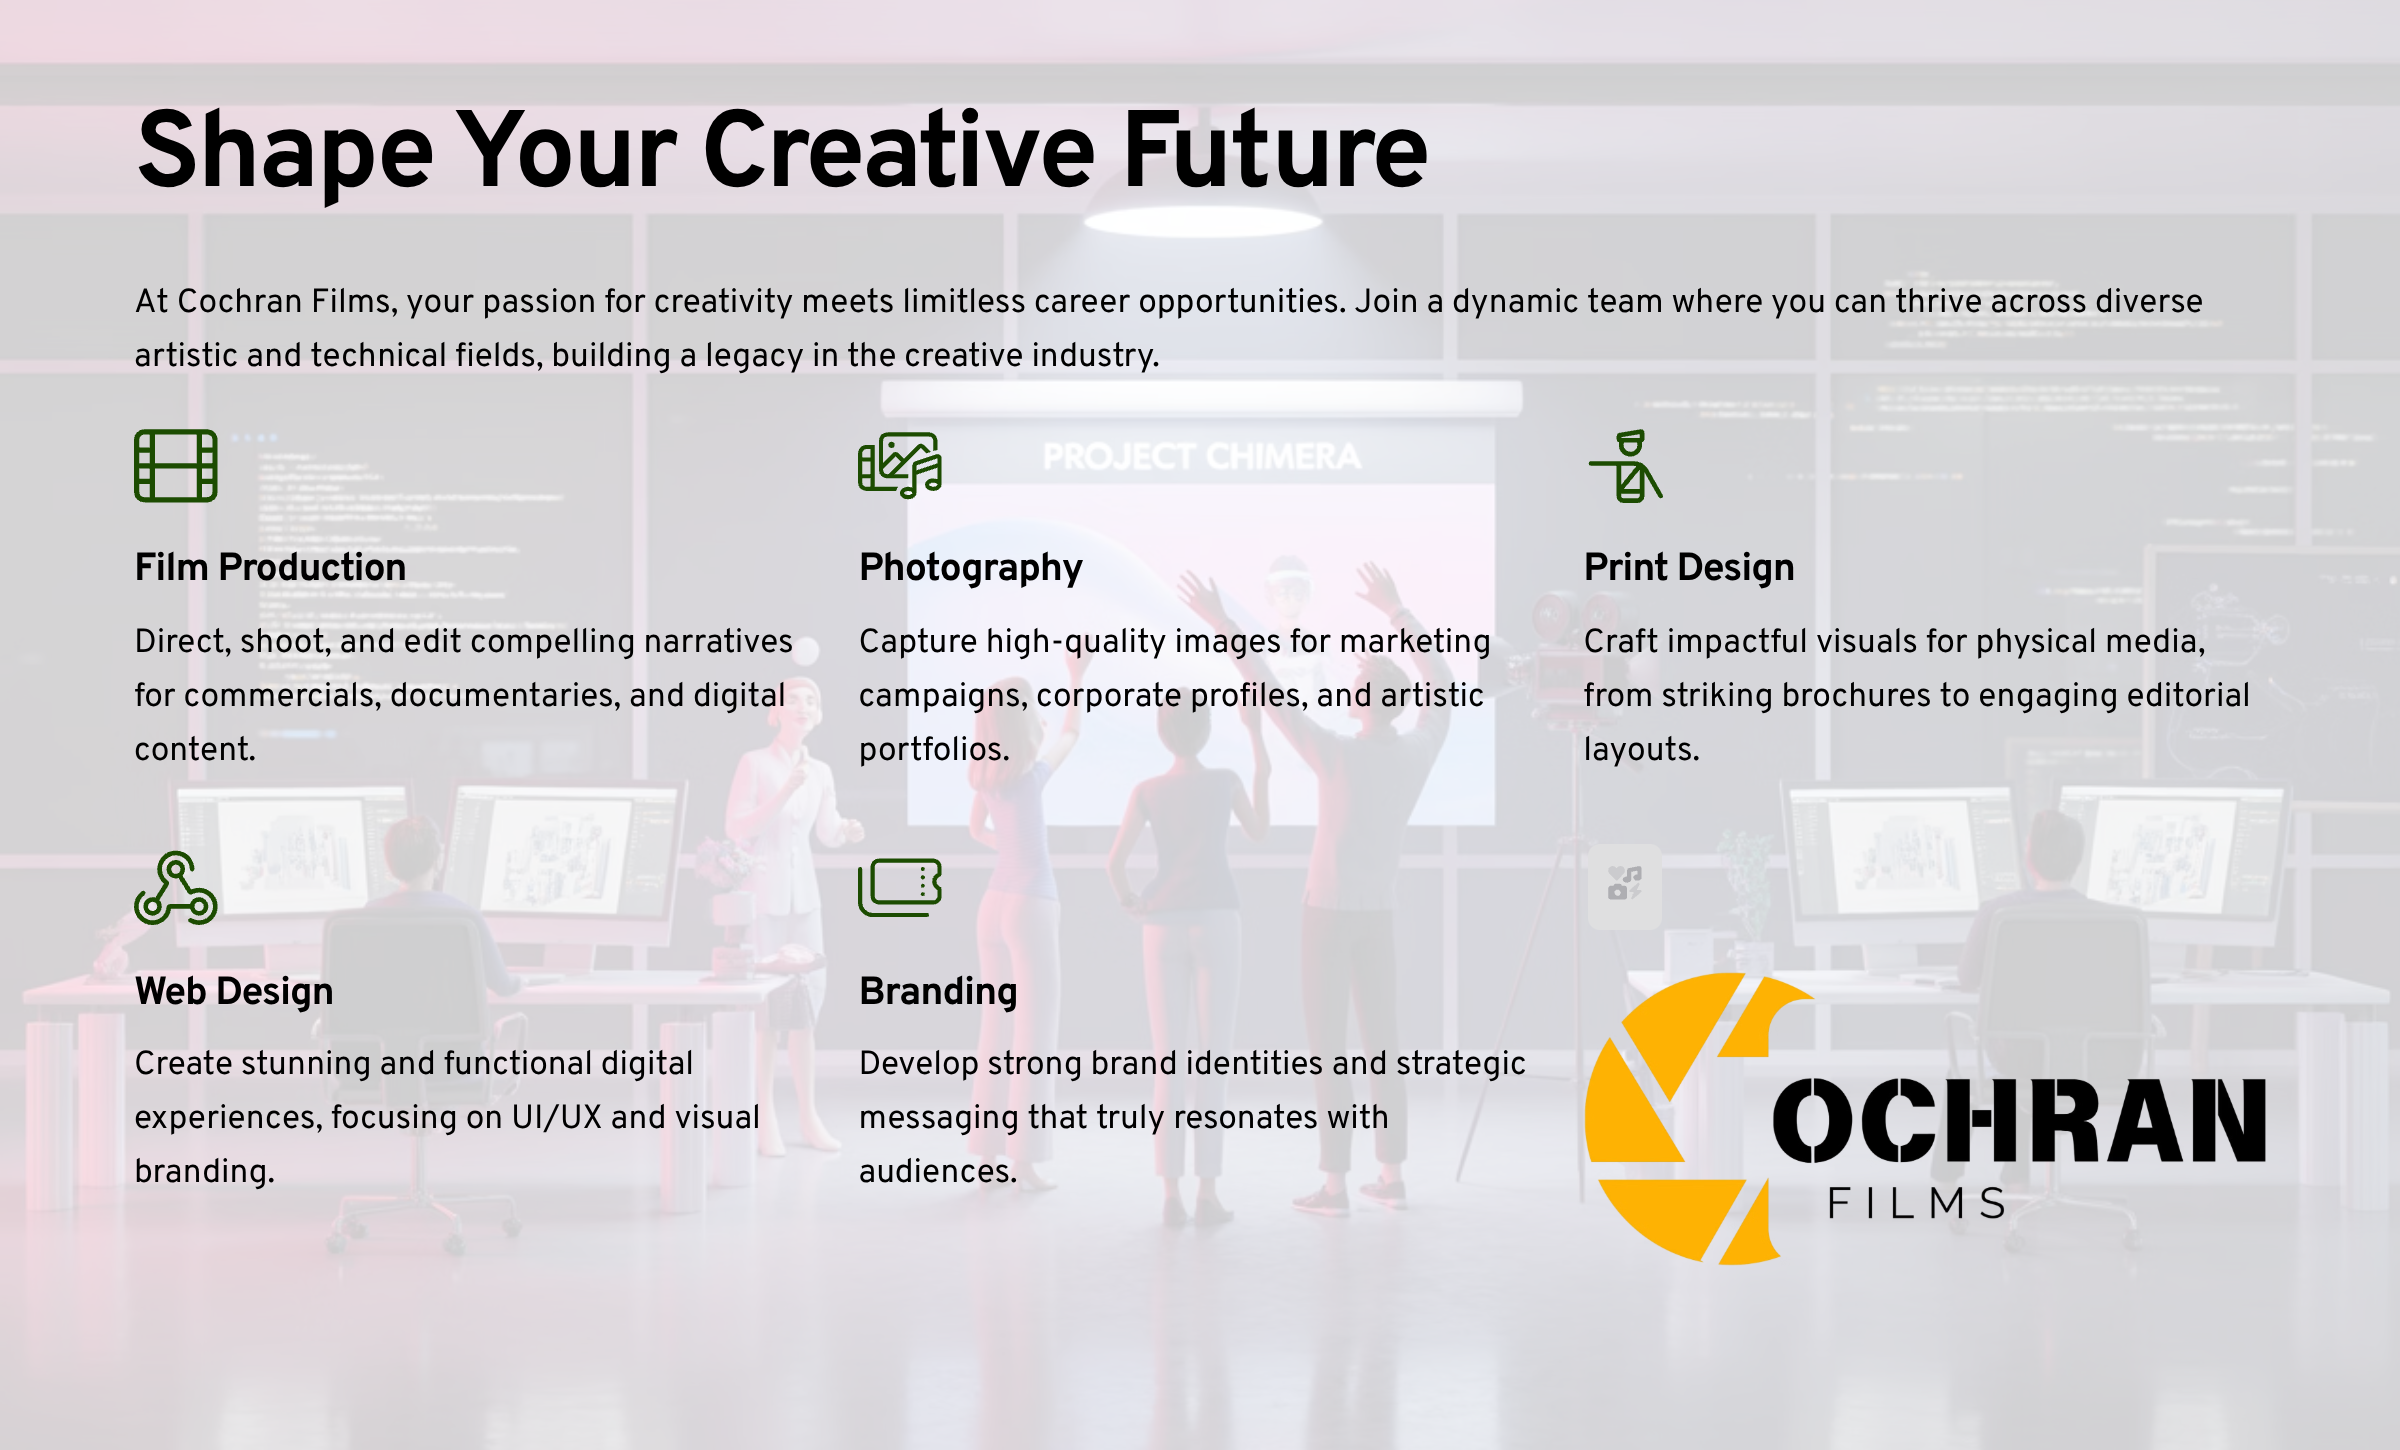 Shape Your Creative Future
At Cochran Films, your passion for creativity meets limitless career opportunities. Join a dynamic team where you can thrive across diverse
artistic and technical fields, building a legacy in the creative industry.
PROJECT CHIMERA
Film Production
Direct, shoot, and edit compelling narratives
for commercials, documentaries, and digital
content.
Photography
Capture high-quality images for marketing
campaigns, corporate profiles, and artistic
portfolios.
Print Design
Craft impactful visuals for physical media,
from striking brochures to engaging editorial
layouts.
Web Design
Create stunning and functional digital
experiences, focusing on UI/UX and visual
branding.
Branding
Develop strong brand identities and strategic
messaging that truly resonates with
audiences.
OCHRAN
FILMS